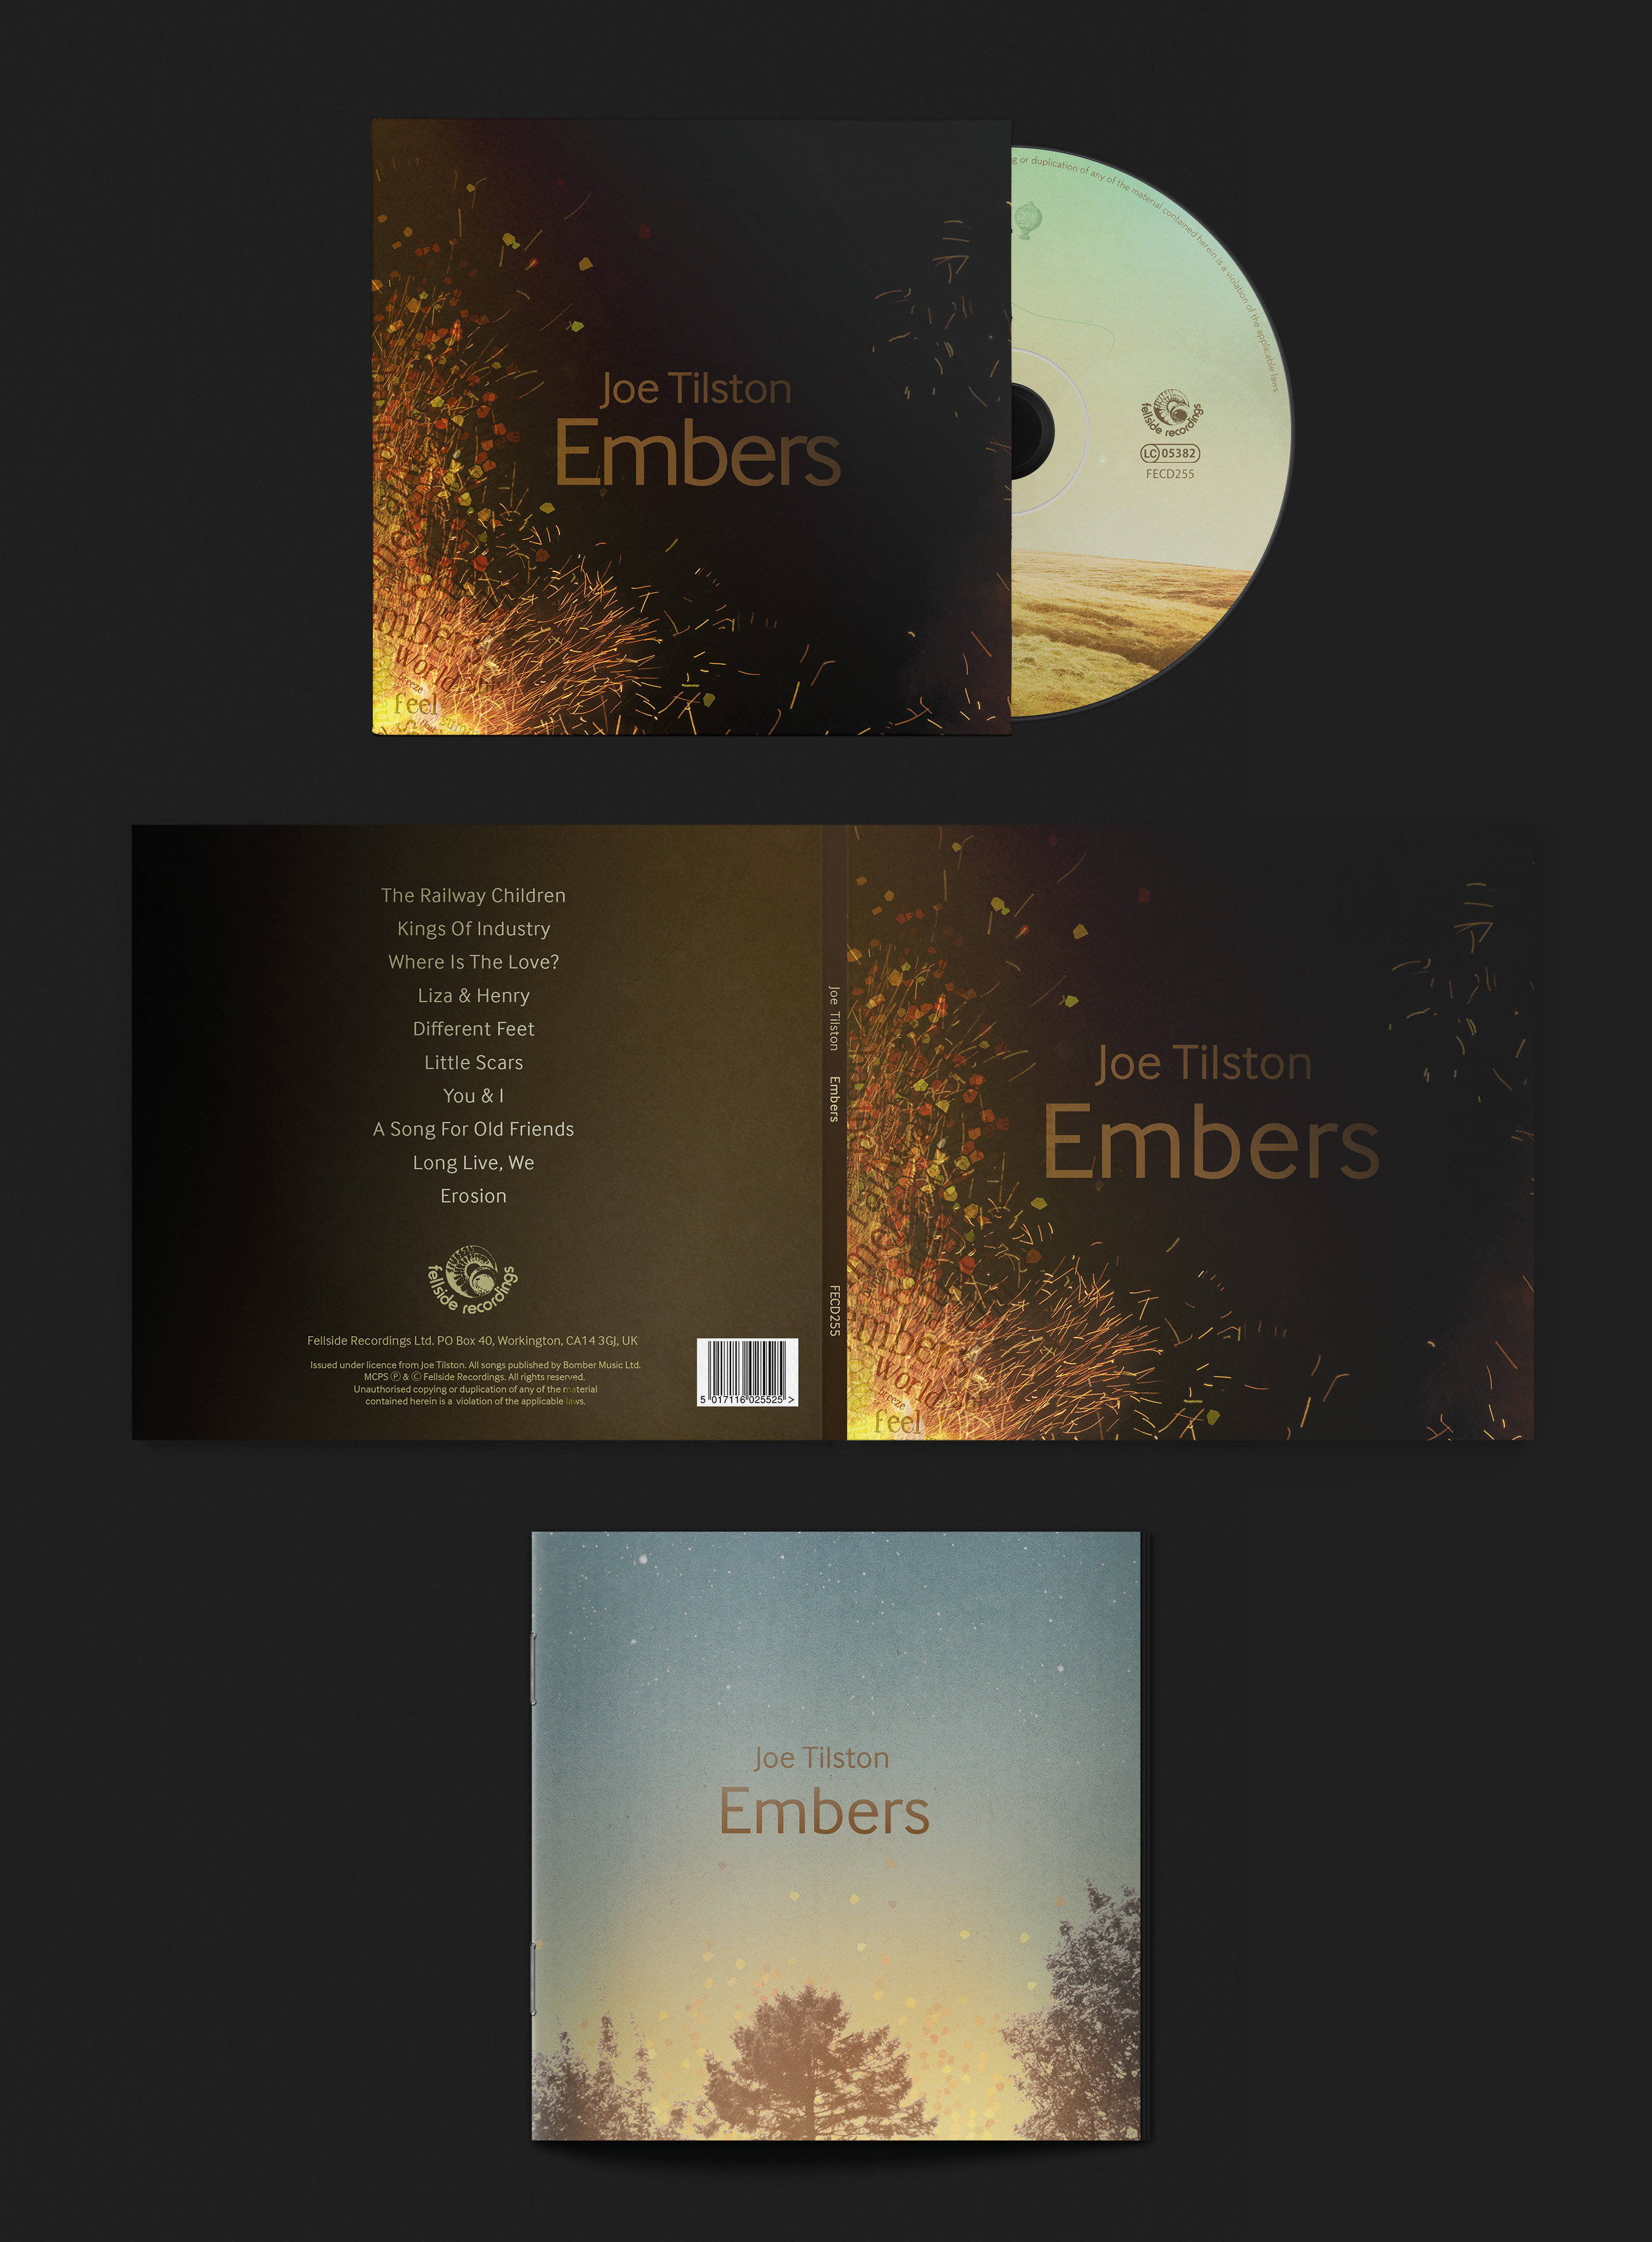 Joe Tilston
Embers
feel
world
or duplication of any of the material contained herein is a violation of the applicable laws.
fellside recordings
LC 05382
FECD255
The Railway Children
Kings Of Industry
Where Is The Love?
Liza & Henry
Different Feet
Little Scars
You & I
A Song For Old Friends
Long Live, We
Erosion
fellside recordings
Fellside Recordings Ltd. PO Box 40, Workington, CA14 3GJ, UK
Issued under licence from Joe Tilston. All songs published by Bomber Music Ltd.
MCPS Ⓟ & Ⓒ Fellside Recordings. All rights reserved.
Unauthorised copying or duplication of any of the material
contained herein is a violation of the applicable laws.
5 017116 025525 >
Joe Tilston Embers FECD255
Joe Tilston
Embers
world
breeze
feel
Joe Tilston
Embers